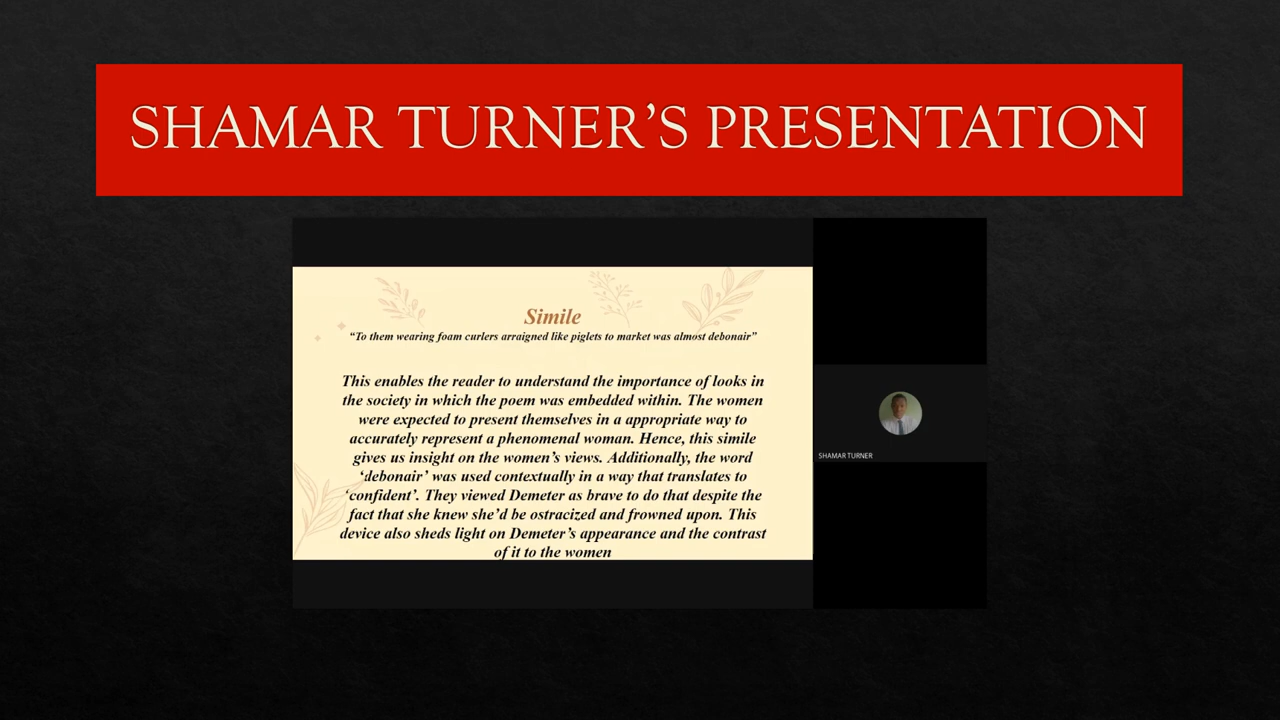 SHAMAR TURNER’S PRESENTATION
Simile
“To them wearing foam curlers arraigned like piglets to market was almost debonair”
This enables the reader to understand the importance of looks in
the society in which the poem was embedded within. The women
were expected to present themselves in a appropriate way to
accurately represent a phenomenal woman. Hence, this simile
gives us insight on the women’s views. Additionally, the word
‘debonair’ was used contextually in a way that translates to
‘confident’. They viewed Demeter as brave to do that despite the
fact that she knew she’d be ostracized and frowned upon. This
device also sheds light on Demeter’s appearance and the contrast
of it to the women
SHAMAR TURNER